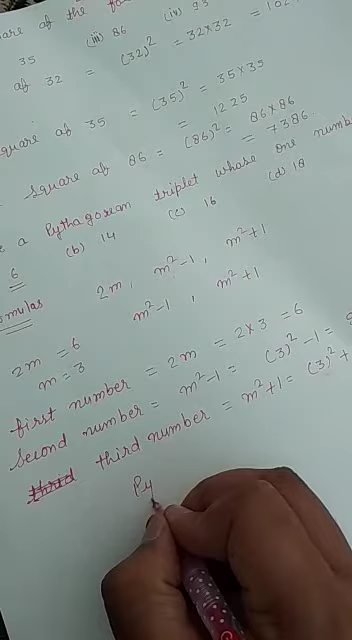 are of the fo
35 (iii) 86 (iv) 93
of 32 = (32)² = 32×32 = 102
quare of 35 = (35)² = 35×35
= 1225
Square of 86 = (86)² = 86×86
= 7386.
e a Pythagorean triplet whose one numb
6 (b) 14 (c) 16 (d) 18
mulas 2m, m²-1, m²+1
m²-1, m²+1
2m = 6
m = 3
first number = 2m = 2×3 = 6
second number = m²-1 = (3)²-1 =
third third number = m²+1 = (3)²+
Py